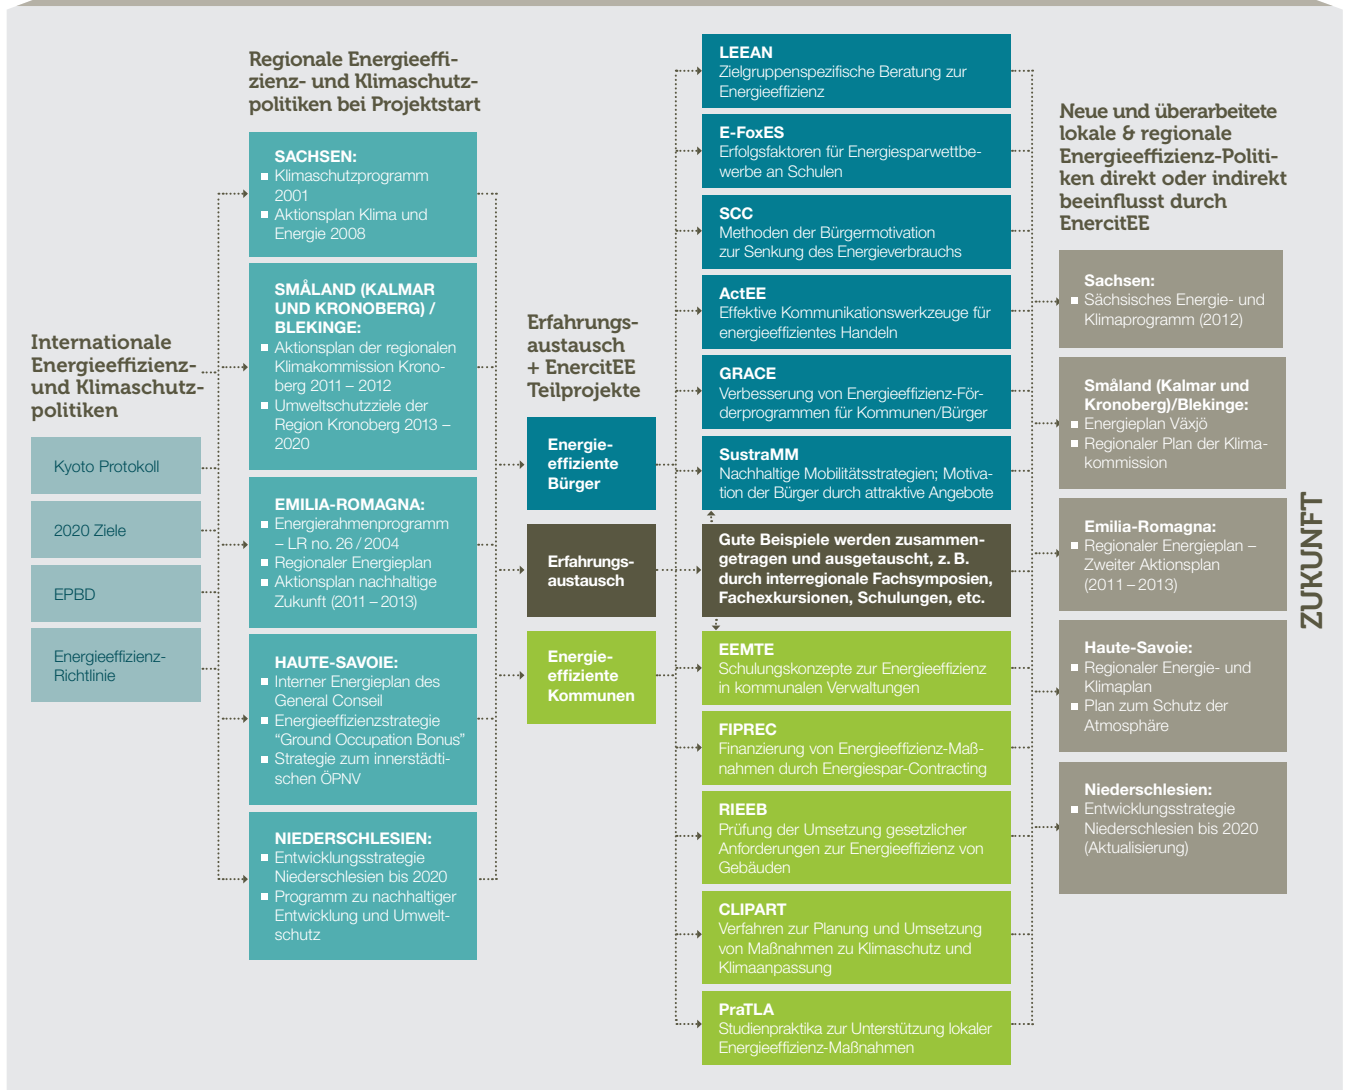 Internationale
Energieeffizienz-
und Klimaschutz-
politiken
Kyoto Protokoll
2020 Ziele
EPBD
Energieeffizienz-
Richtlinie
Regionale Energieeffi-
zienz- und Klimaschutz-
politiken bei Projektstart
SACHSEN:
Klimaschutzprogramm
2001
Aktionsplan Klima und
Energie 2008
SMÅLAND (KALMAR
UND KRONOBERG) /
BLEKINGE:
Aktionsplan der regionalen
Klimakommission Krono-
berg 2011 – 2012
Umweltschutzziele der
Region Kronoberg 2013 –
2020
EMILIA-ROMAGNA:
Energierahmenprogramm
– LR no. 26 / 2004
Regionaler Energieplan
Aktionsplan nachhaltige
Zukunft (2011 – 2013)
HAUTE-SAVOIE:
Interner Energieplan des
General Conseil
Energieeffizienzstrategie
“Ground Occupation Bonus”
Strategie zum innerstädti-
schen ÖPNV
NIEDERSCHLESIEN:
Entwicklungsstrategie
Niederschlesien bis 2020
Programm zu nachhaltiger
Entwicklung und Umwelt-
schutz
Erfahrungs-
austausch
+ EnercitEE
Teilprojekte
Energie-
effiziente
Bürger
Erfahrungs-
austausch
Energie-
effiziente
Kommunen
LEEAN
Zielgruppenspezifische Beratung zur
Energieeffizienz
E-FoxES
Erfolgsfaktoren für Energiesparwettbe-
werbe an Schulen
SCC
Methoden der Bürgermotivation
zur Senkung des Energieverbrauchs
ActEE
Effektive Kommunikationswerkzeuge für
energieeffizientes Handeln
GRACE
Verbesserung von Energieeffizienz-För-
derprogrammen für Kommunen/Bürger
SustraMM
Nachhaltige Mobilitätsstrategien; Motiva-
tion der Bürger durch attraktive Angebote
Gute Beispiele werden zusammen-
getragen und ausgetauscht, z. B.
durch interregionale Fachsymposien,
Fachexkursionen, Schulungen, etc.
EEMTE
Schulungskonzepte zur Energieeffizienz
in kommunalen Verwaltungen
FIPREC
Finanzierung von Energieeffizienz-Maß-
nahmen durch Energiespar-Contracting
RIEEB
Prüfung der Umsetzung gesetzlicher
Anforderungen zur Energieeffizienz von
Gebäuden
CLIPART
Verfahren zur Planung und Umsetzung
von Maßnahmen zu Klimaschutz und
Klimaanpassung
PraTLA
Studienpraktika zur Unterstützung lokaler
Energieeffizienz-Maßnahmen
Neue und überarbeitete
lokale & regionale
Energieeffizienz-Politi-
ken direkt oder indirekt
beeinflusst durch
EnercitEE
Sachsen:
Sächsisches Energie- und
Klimaprogramm (2012)
Småland (Kalmar und
Kronoberg)/Blekinge:
Energieplan Växjö
Regionaler Plan der Klima-
kommission
Emilia-Romagna:
Regionaler Energieplan –
Zweiter Aktionsplan
(2011 – 2013)
Haute-Savoie:
Regionaler Energie- und
Klimaplan
Plan zum Schutz der
Atmosphäre
Niederschlesien:
Entwicklungsstrategie
Niederschlesien bis 2020
(Aktualisierung)
ZUKUNFT